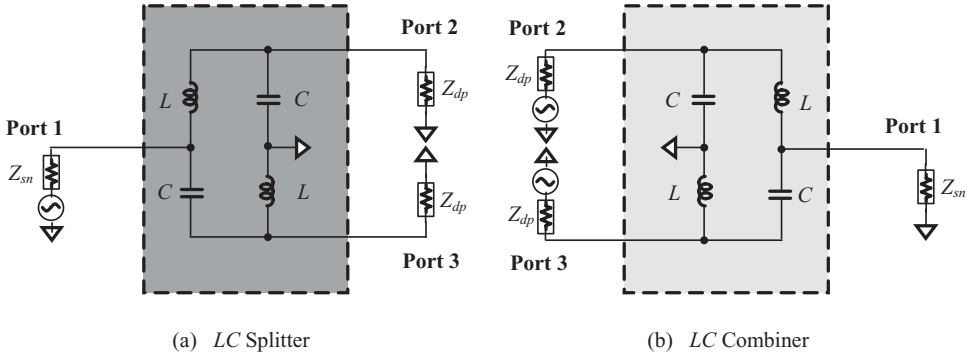 Port 2
Port 2
Z_dp
Z_dp
L
C
C
L
Port 1
Port 1
Z_sn
Z_sn
C
L
L
C
Z_dp
Z_dp
Port 3
Port 3
(a) LC Splitter
(b) LC Combiner